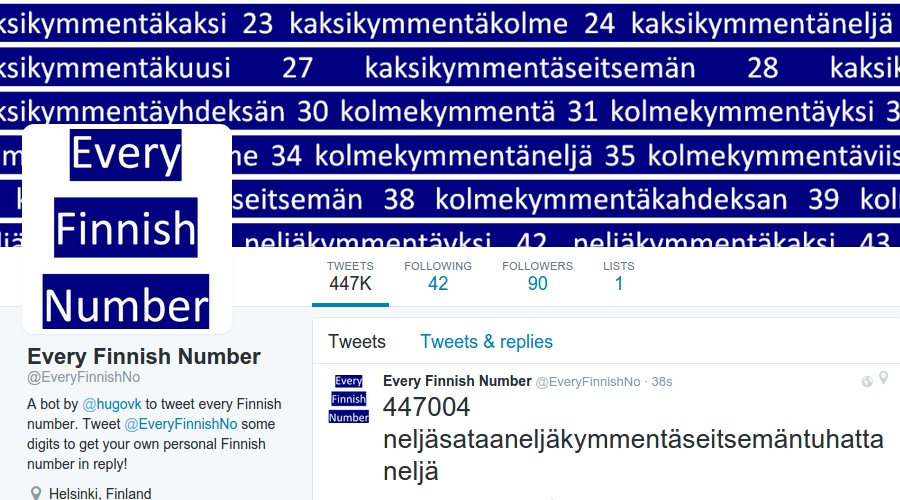 ksikymmentäkaksi 23 kaksikymmentäkolme 24 kaksikymmentäneljä
ksikymmentäkuusi 27 kaksikymmentäseitsemän 28 kaksik
ksikymmentäyhdeksän 30 kolmekymmentä 31 kolmekymmentäyksi 3
m
me 34 kolmekymmentäneljä 35 kolmekymmentäviis
k
seitsemän 38 kolmekymmentäkahdeksan 39 kol
ljä
neljäkymmentäyksi 42 neljäkymmentäkaksi 43
Every
Finnish
Number
TWEETS FOLLOWING FOLLOWERS LISTS
447K 42 90 1
Every Finnish Number
@EveryFinnishNo
A bot by @hugovk to tweet every Finnish
number. Tweet @EveryFinnishNo some
digits to get your own personal Finnish
number in reply!
Helsinki, Finland
Tweets Tweets & replies
Every
Finnish
Number
Every Finnish Number @EveryFinnishNo · 38s
447004
neljäsataaneljäkymmentäseitsemäntuhatta
neljä